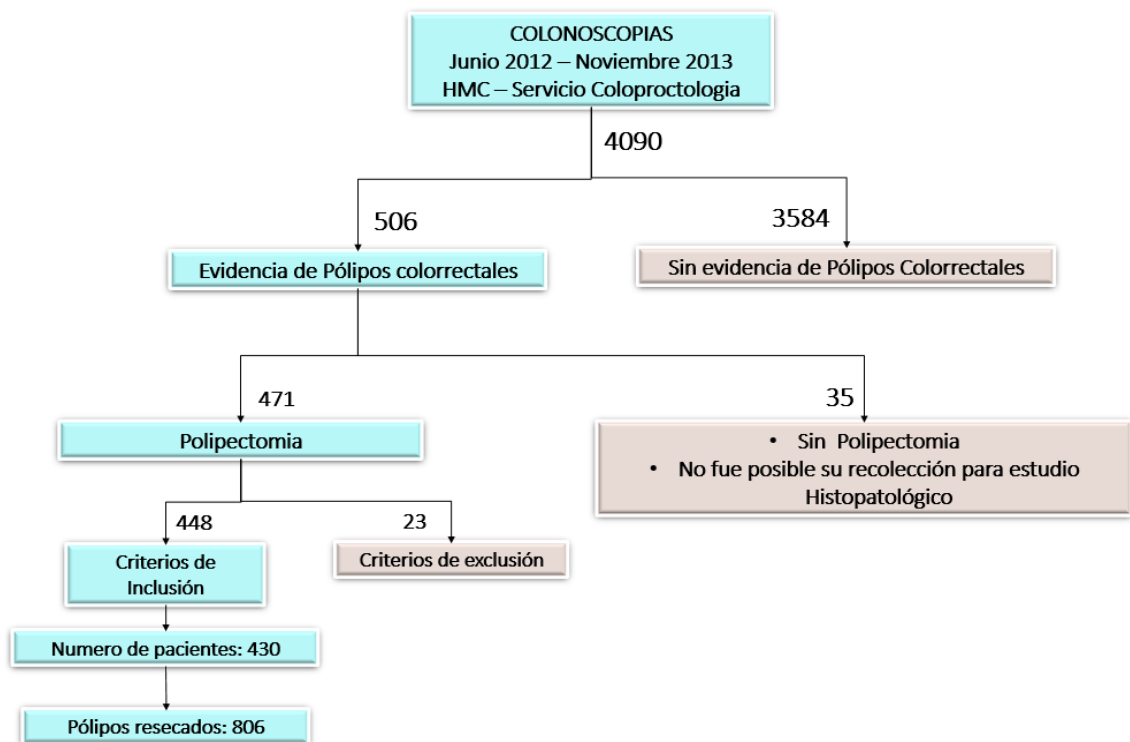 COLONOSCOPIAS
Junio 2012 – Noviembre 2013
HMC – Servicio Coloproctologia
4090
506
3584
Evidencia de Pólipos colorrectales
Sin evidencia de Pólipos Colorrectales
471
35
Polipectomia
• Sin Polipectomia
• No fue posible su recolección para estudio
Histopatológico
448
23
Criterios de
Inclusión
Criterios de exclusión
Numero de pacientes: 430
Pólipos resecados: 806